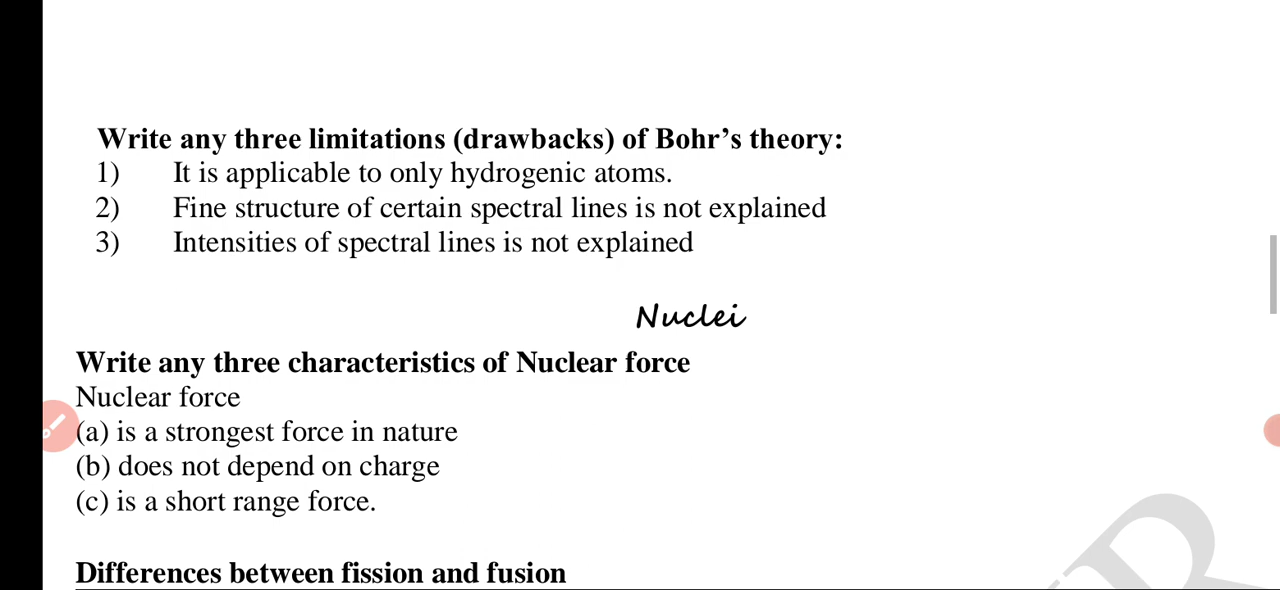 Write any three limitations (drawbacks) of Bohr’s theory:
1) It is applicable to only hydrogenic atoms.
2) Fine structure of certain spectral lines is not explained
3) Intensities of spectral lines is not explained
Nuclei
Write any three characteristics of Nuclear force
Nuclear force
(a) is a strongest force in nature
(b) does not depend on charge
(c) is a short range force.
R
Differences between fission and fusion